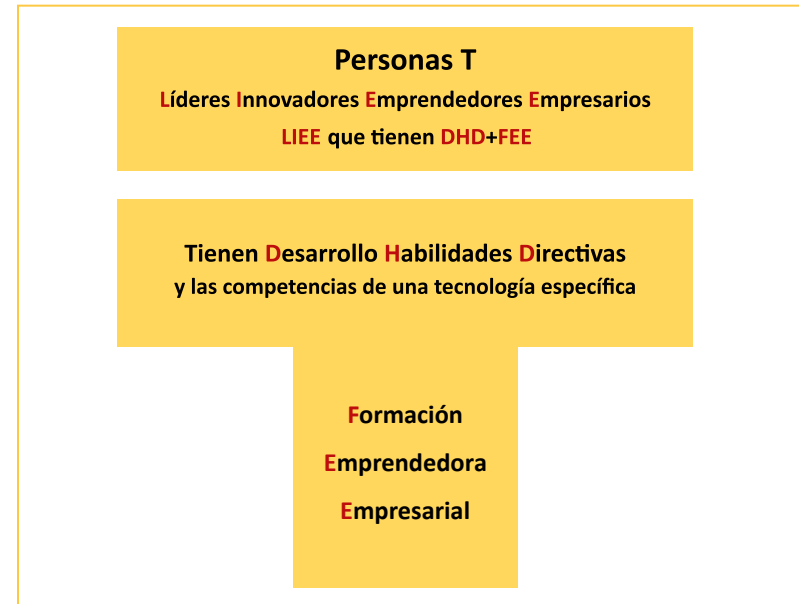 Personas T
Líderes Innovadores Emprendedores Empresarios
LIEE que tienen DHD+FEE
Tienen Desarrollo Habilidades Directivas
y las competencias de una tecnología específica
Formación
Emprendedora
Empresarial